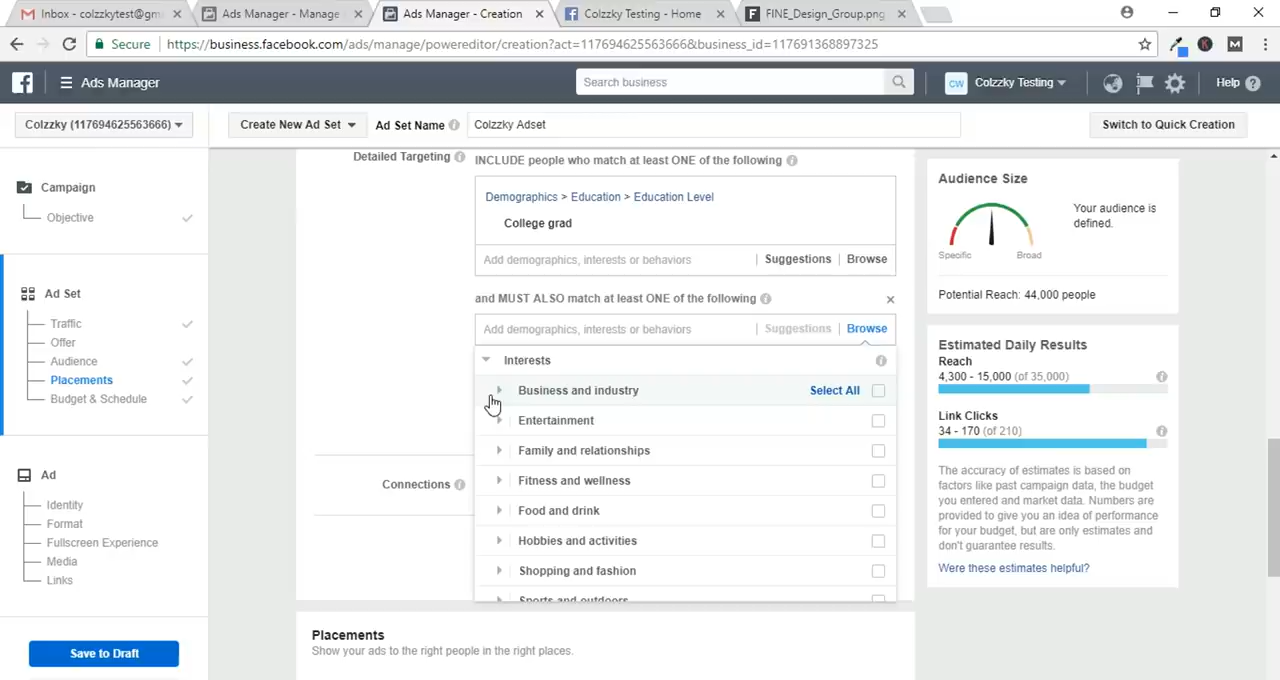 Inbox - colzzkytest@gm
Ads Manager - Manage
Ads Manager - Creation
Colzzky Testing - Home
FINE_Design_Group.png
Secure
https://business.facebook.com/ads/manage/powereditor/creation?act=117694625563666&business_id=117691368897325
Ads Manager
Search business
CW
Colzzky Testing
Help
Colzzky (117694625563666)
Create New Ad Set
Ad Set Name
Colzzky Adset
Switch to Quick Creation
Campaign
Objective
Ad Set
Traffic
Offer
Audience
Placements
Budget & Schedule
Ad
Identity
Format
Fullscreen Experience
Media
Links
Save to Draft
Detailed Targeting
INCLUDE people who match at least ONE of the following
Demographics > Education > Education Level
College grad
Add demographics, interests or behaviors
Suggestions
Browse
and MUST ALSO match at least ONE of the following
Add demographics, interests or behaviors
Suggestions
Browse
Interests
Business and industry
Select All
Entertainment
Family and relationships
Fitness and wellness
Food and drink
Hobbies and activities
Shopping and fashion
Sports and outdoors
Connections
Placements
Show your ads to the right people in the right places.
Audience Size
Specific
Broad
Your audience is
defined.
Potential Reach: 44,000 people
Estimated Daily Results
Reach
4,300 - 15,000 (of 35,000)
Link Clicks
34 - 170 (of 210)
The accuracy of estimates is based on
factors like past campaign data, the budget
you entered and market data. Numbers are
provided to give you an idea of performance
for your budget, but are only estimates and
don't guarantee results.
Were these estimates helpful?